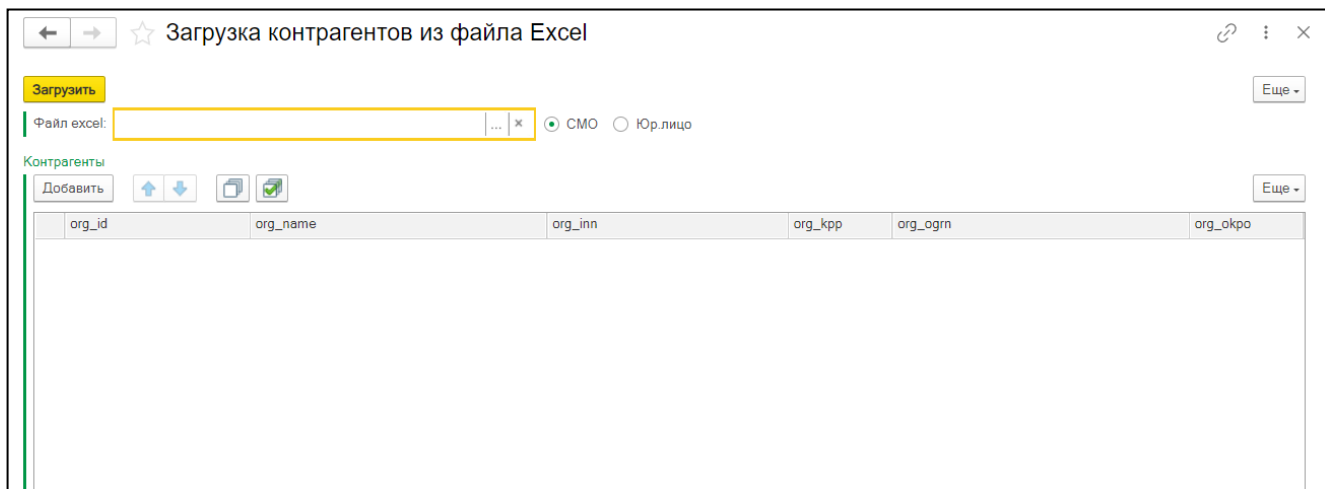 Загрузка контрагентов из файла Excel
Загрузить
Еще
Файл excel:
...
СМО
Юр.лицо
Контрагенты
Добавить
Еще
org_id org_name org_inn org_kpp org_ogrn org_okpo